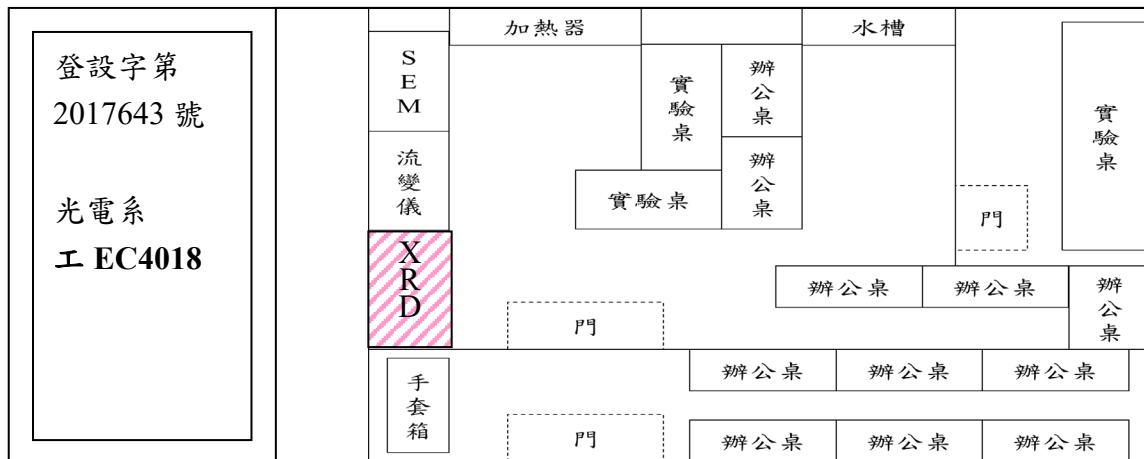 登設字第
2017643 號
光電系
工 EC4018
加熱器
水槽
SEM
實驗桌
辦公桌
實驗桌
流變儀
辦公桌
實驗桌
門
XRD
辦公桌
辦公桌
辦公桌
門
手套箱
辦公桌
辦公桌
辦公桌
門
辦公桌
辦公桌
辦公桌